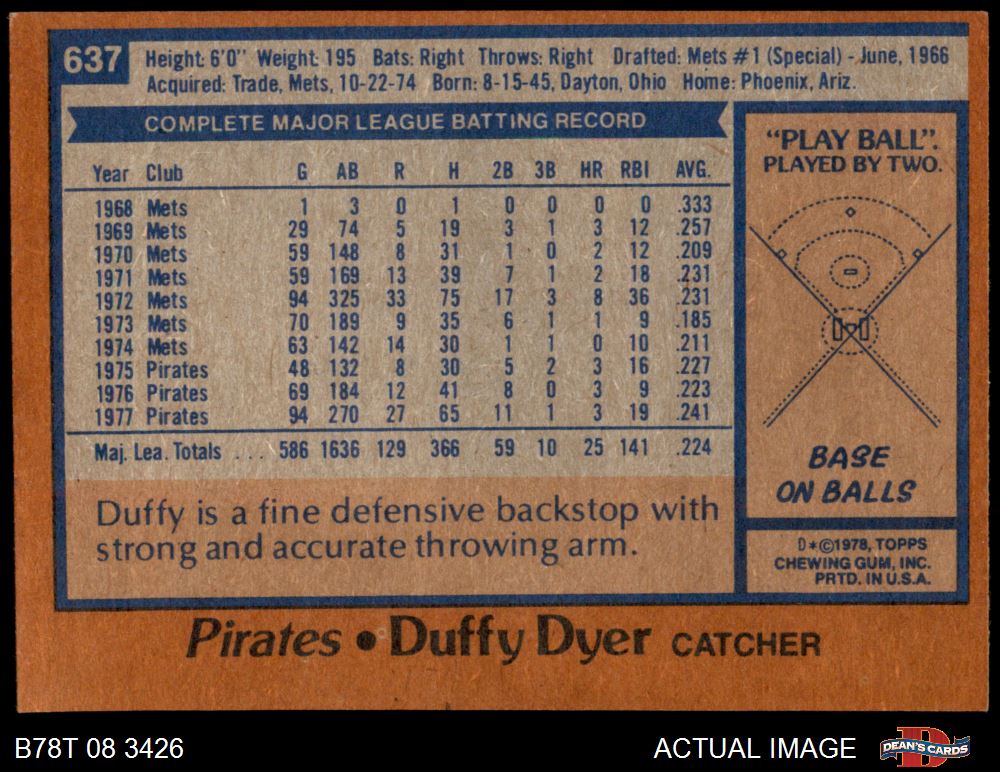 637
Height: 6'0" Weight: 195 Bats: Right Throws: Right Drafted: Mets #1 (Special) - June, 1966
Acquired: Trade, Mets, 10-22-74 Born: 8-15-45, Dayton, Ohio Home: Phoenix, Ariz.
COMPLETE MAJOR LEAGUE BATTING RECORD
Year Club G AB R H 2B 3B HR RBI AVG.
1968 Mets 1 3 0 1 0 0 0 0 .333
1969 Mets 29 74 5 19 3 1 3 12 .257
1970 Mets 59 148 8 31 1 0 2 12 .209
1971 Mets 59 169 13 39 7 1 2 18 .231
1972 Mets 94 325 33 75 17 3 8 36 .231
1973 Mets 70 189 9 35 6 1 1 9 .185
1974 Mets 63 142 14 30 1 1 0 10 .211
1975 Pirates 48 132 8 30 5 2 3 16 .227
1976 Pirates 69 184 12 41 8 0 3 9 .223
1977 Pirates 94 270 27 65 11 1 3 19 .241
Maj. Lea. Totals ... 586 1636 129 366 59 10 25 141 .224
Duffy is a fine defensive backstop with
strong and accurate throwing arm.
"PLAY BALL".
PLAYED BY TWO.
BASE
ON BALLS
D*©1978, TOPPS
CHEWING GUM, INC.
PRTD. IN U.S.A.
Pirates • Duffy Dyer CATCHER
B78T 08 3426
ACTUAL IMAGE
D
DEAN'S CARDS